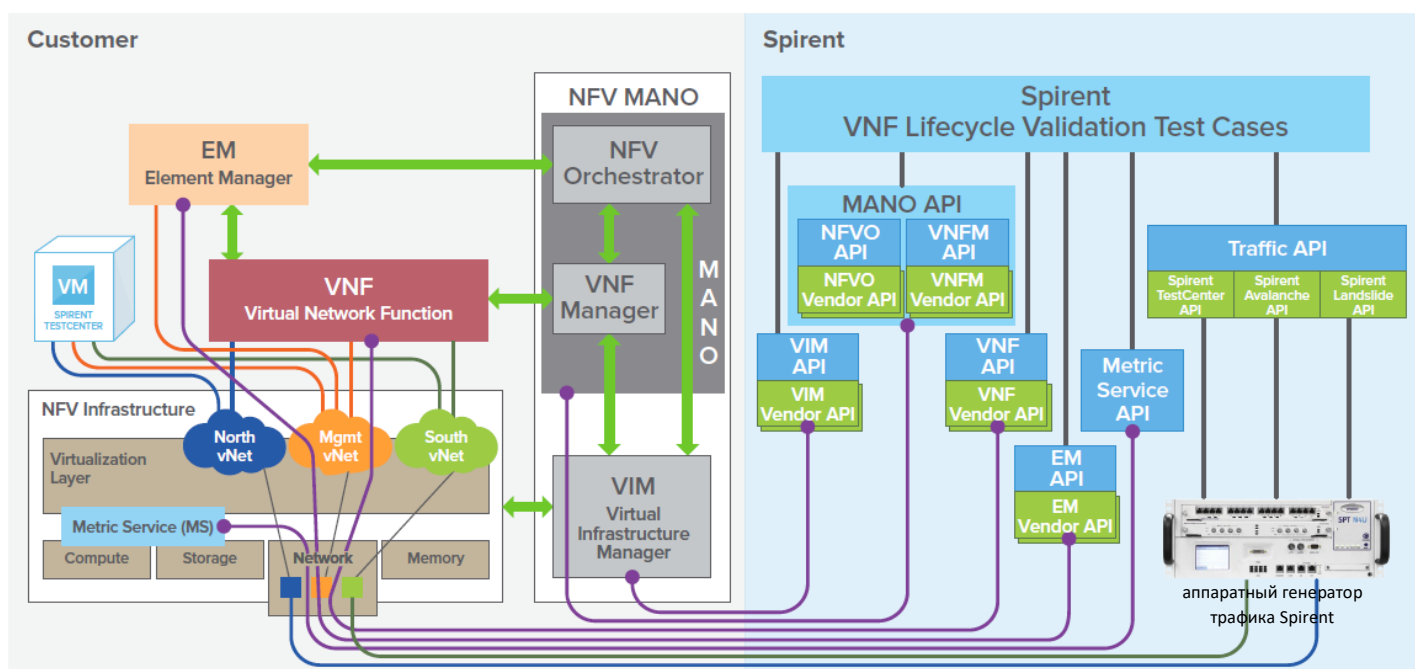 Customer
Spirent
NFV MANO
Spirent
VNF Lifecycle Validation Test Cases
EM
Element Manager
NFV
Orchestrator
MANO API
NFVO
API
NFVO
Vendor API
VNFM
API
VNFM
Vendor API
Traffic API
Spirent
TestCenter
API
Spirent
Avalanche
API
Spirent
Landslide
API
VM
SPIRENT
TESTCENTER
VNF
Virtual Network Function
VNF
Manager
M
A
N
O
VIM
API
VIM
Vendor API
VNF
API
VNF
Vendor API
Metric
Service
API
NFV Infrastructure
North
vNet
Mgmt
vNet
South
vNet
Virtualization
Layer
VIM
Virtual
Infrastructure
Manager
EM
API
EM
Vendor API
Metric Service (MS)
Compute
Storage
Network
Memory
SPT N4U
аппаратный генератор
трафика Spirent